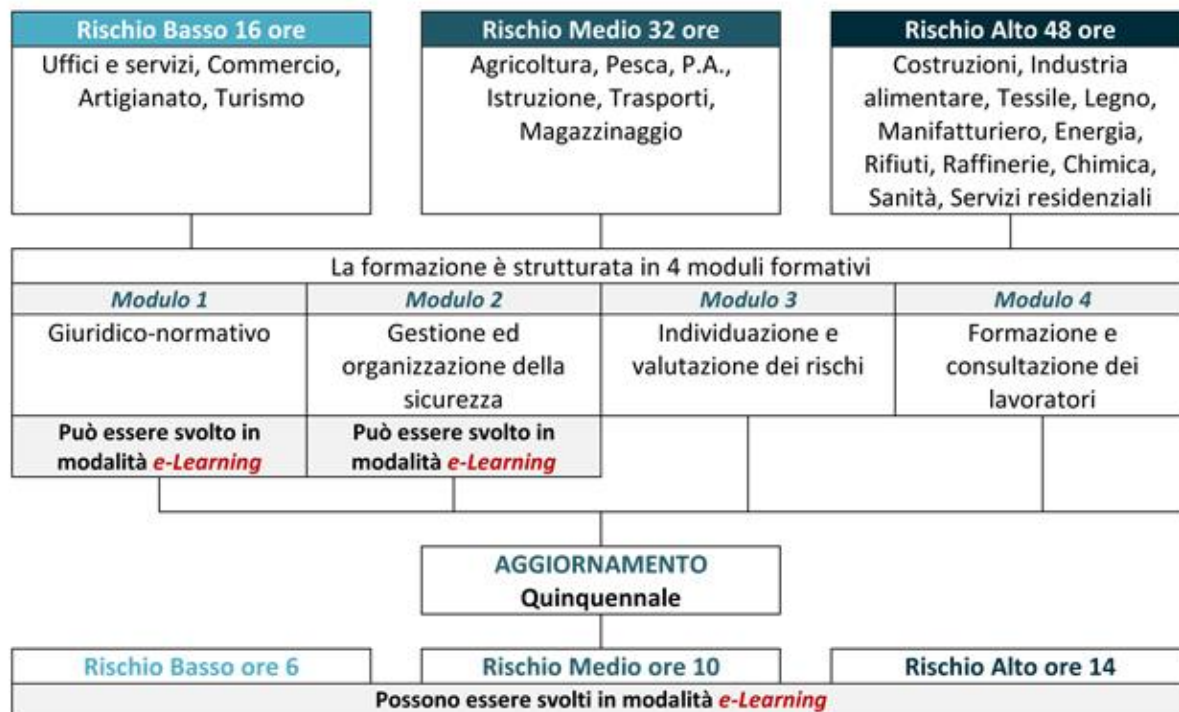 Rischio Basso 16 ore
Uffici e servizi, Commercio,
Artigianato, Turismo
Rischio Medio 32 ore
Agricoltura, Pesca, P.A.,
Istruzione, Trasporti,
Magazzinaggio
Rischio Alto 48 ore
Costruzioni, Industria
alimentare, Tessile, Legno,
Manifatturiero, Energia,
Rifiuti, Raffinerie, Chimica,
Sanità, Servizi residenziali
La formazione è strutturata in 4 moduli formativi
Modulo 1
Giuridico-normativo
Può essere svolto in
modalità e-Learning
Modulo 2
Gestione ed
organizzazione della
sicurezza
Può essere svolto in
modalità e-Learning
Modulo 3
Individuazione e
valutazione dei rischi
Modulo 4
Formazione e
consultazione dei
lavoratori
AGGIORNAMENTO
Quinquennale
Rischio Basso ore 6
Rischio Medio ore 10
Rischio Alto ore 14
Possono essere svolti in modalità e-Learning